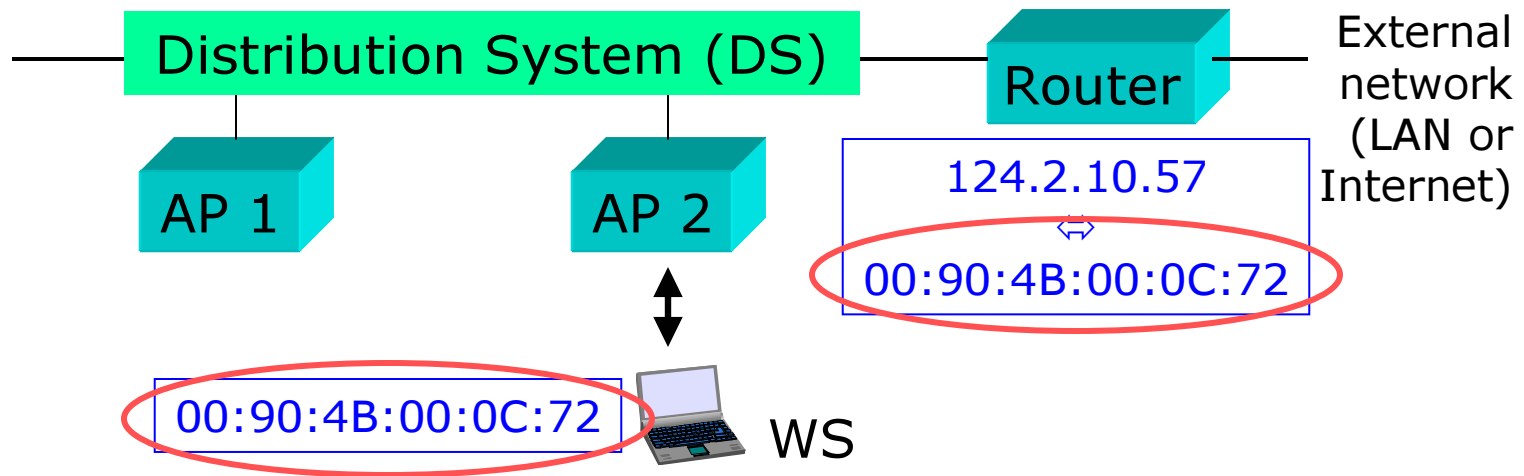 Distribution System (DS)
Router
External
network
(LAN or
Internet)
AP 1
AP 2
124.2.10.57
⇔
00:90:4B:00:0C:72
00:90:4B:00:0C:72
WS